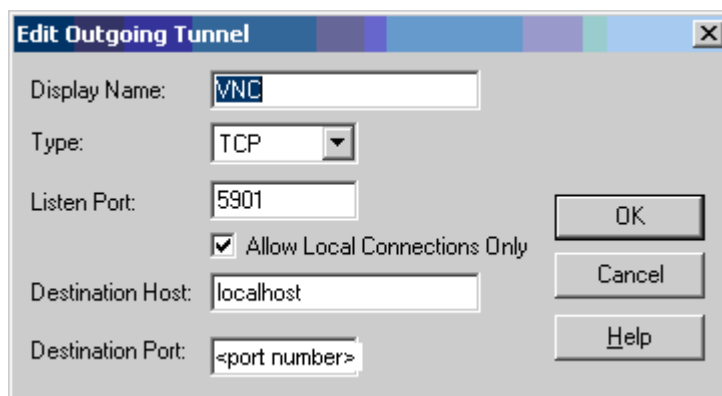 Edit Outgoing Tunnel
Display Name: VNC
Type: TCP
Listen Port: 5901
OK
Allow Local Connections Only
Cancel
Destination Host: localhost
Help
Destination Port: <port number>